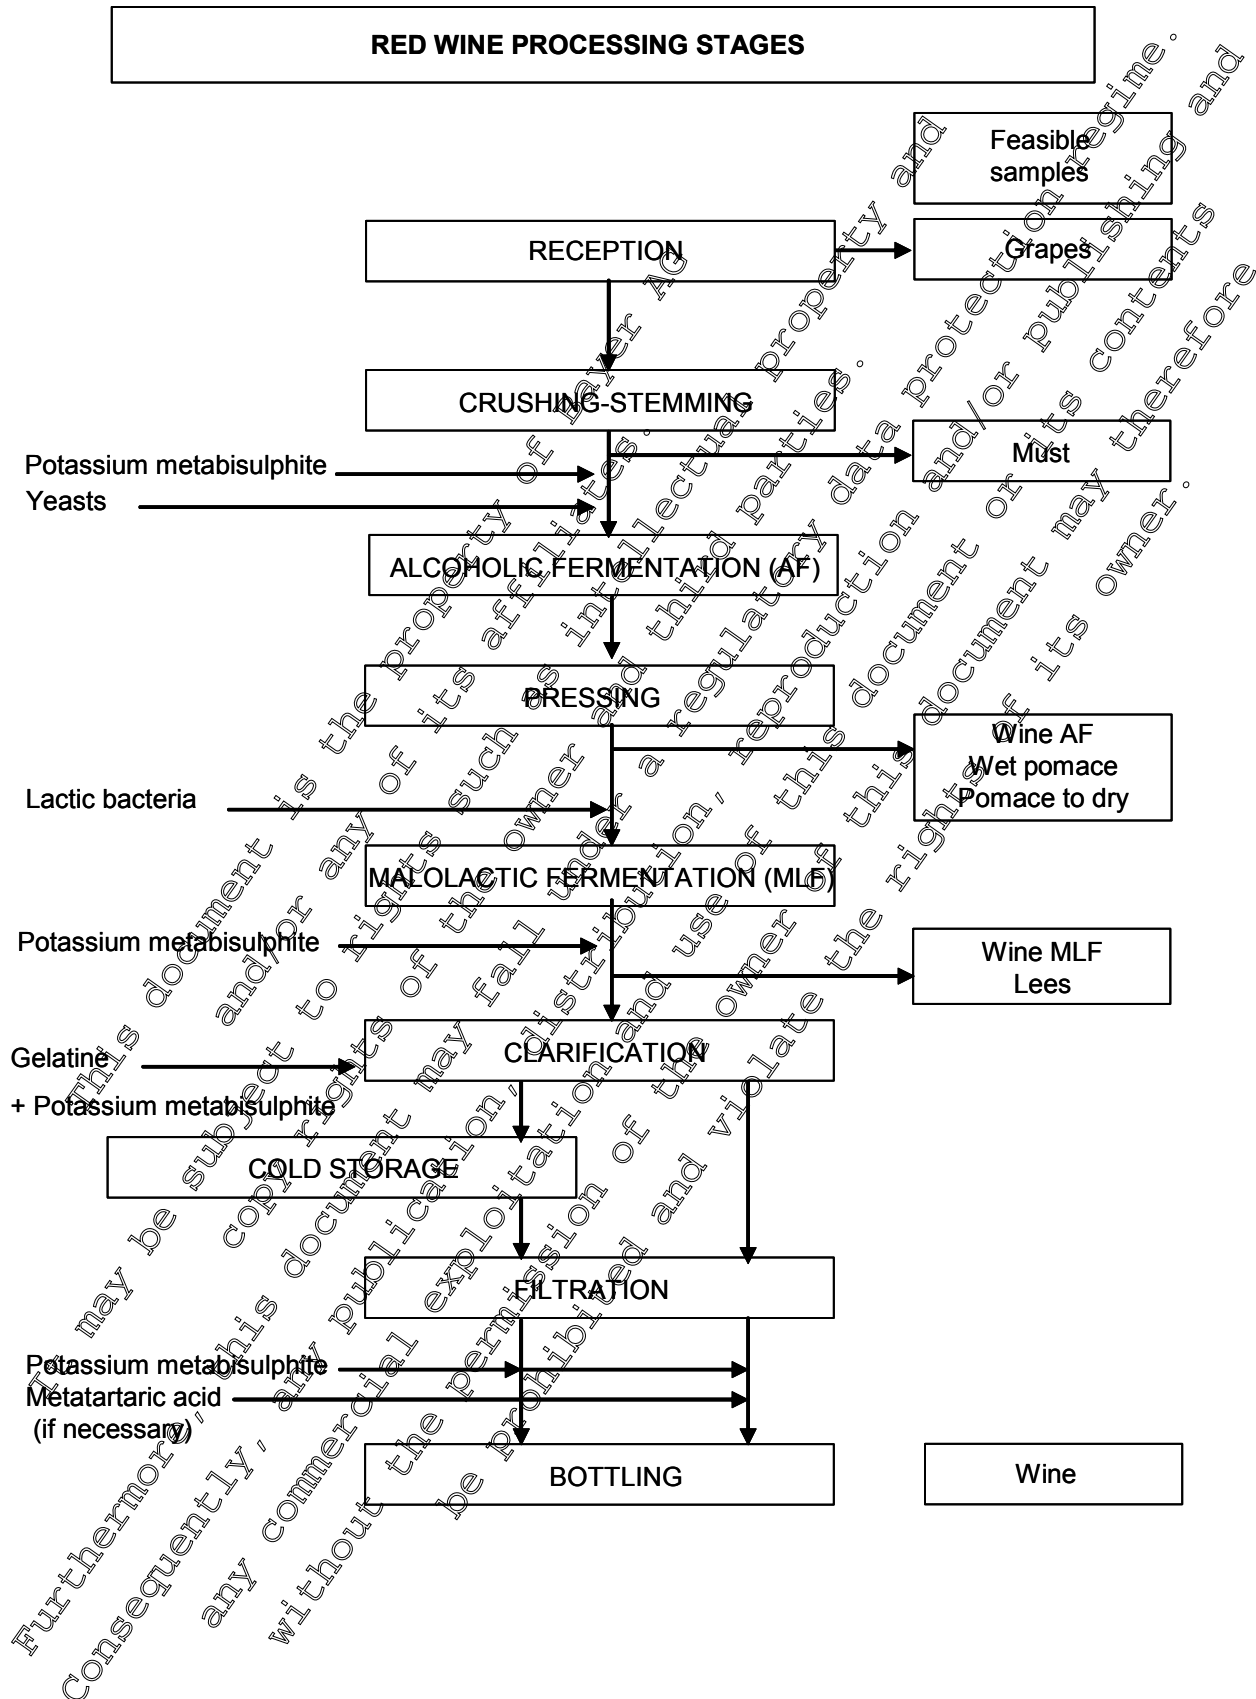 RED WINE PROCESSING STAGES
Feasible
samples
RECEPTION
Grapes
CRUSHING-STEMMING
Must
Potassium metabisulphite
Yeasts
ALCOHOLIC FERMENTATION (AF)
PRESSING
Wine AF
Wet pomace
Pomace to dry
Lactic bacteria
MALOLACTIC FERMENTATION (MLF)
Potassium metabisulphite
Wine MLF
Lees
CLARIFICATION
Gelatine
+ Potassium metabisulphite
COLD STORAGE
FILTRATION
Potassium metabisulphite
Metatartaric acid
(if necessary)
BOTTLING
Wine
This document is the property of Bayer AG
and/or any of its affiliates.
It may be subject to rights such as intellectual property and
copy rights of the owner and third parties.
Furthermore, this document may fall under a regulatory data protection regime.
Consequently, any publication, distribution, reproduction and/or publishing and
any commercial exploitation and use of this document or its contents
without the permission of the owner of this document may therefore
be prohibited and violate the rights of its owner.